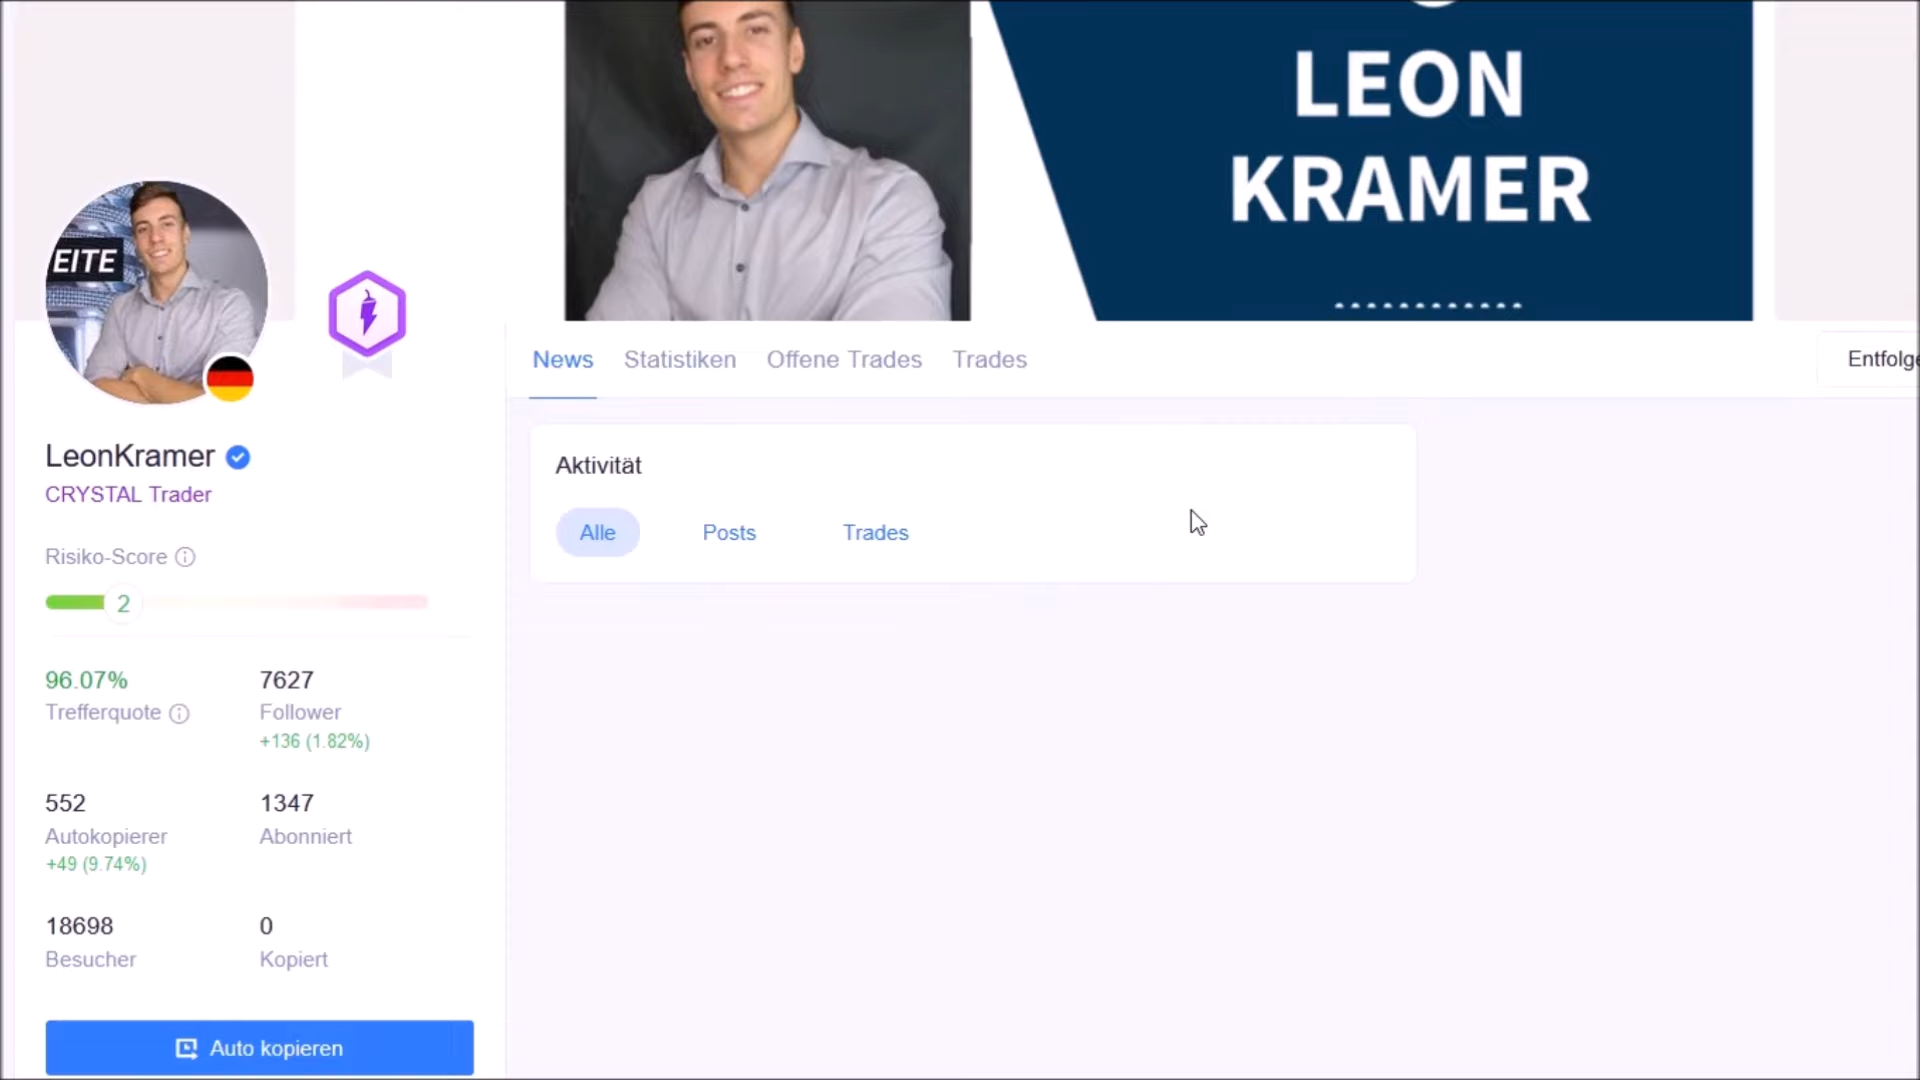 LEON
KRAMER
EITE
News Statistiken Offene Trades Trades
LeonKramer
CRYSTAL Trader
Risiko-Score
2
96.07%
Trefferquote
7627
Follower
+136 (1.82%)
552
Autokopierer
+49 (9.74%)
1347
Abonniert
18698
Besucher
0
Kopiert
Auto kopieren
Aktivität
Alle Posts Trades